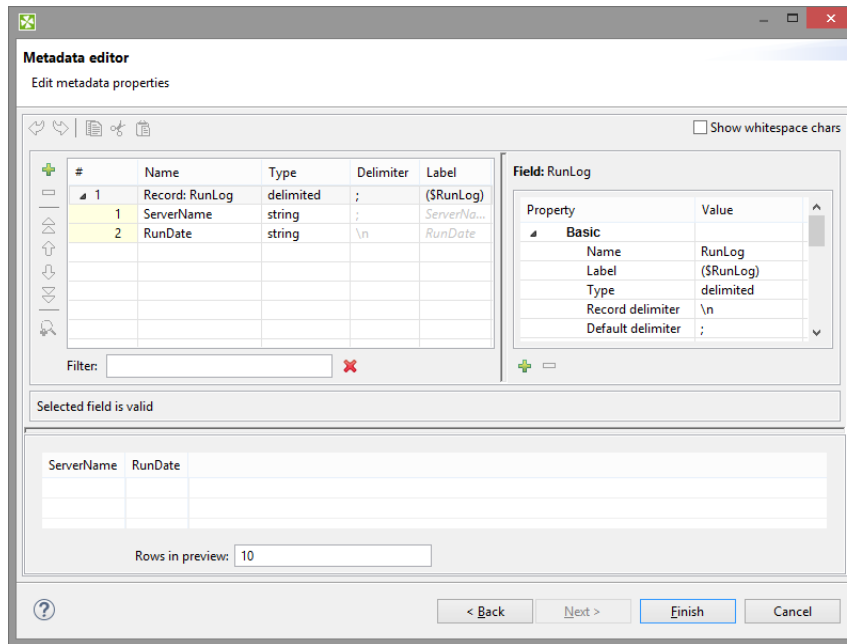 Metadata editor
Edit metadata properties
Show whitespace chars
# Name Type Delimiter Label
1 Record: RunLog delimited ; ($RunLog)
1 ServerName string ; ServerNa...
2 RunDate string \n RunDate
Filter:
Field: RunLog
Property Value
Basic
Name RunLog
Label ($RunLog)
Type delimited
Record delimiter \n
Default delimiter ;
Selected field is valid
ServerName RunDate
Rows in preview: 10
< Back Next > Finish Cancel